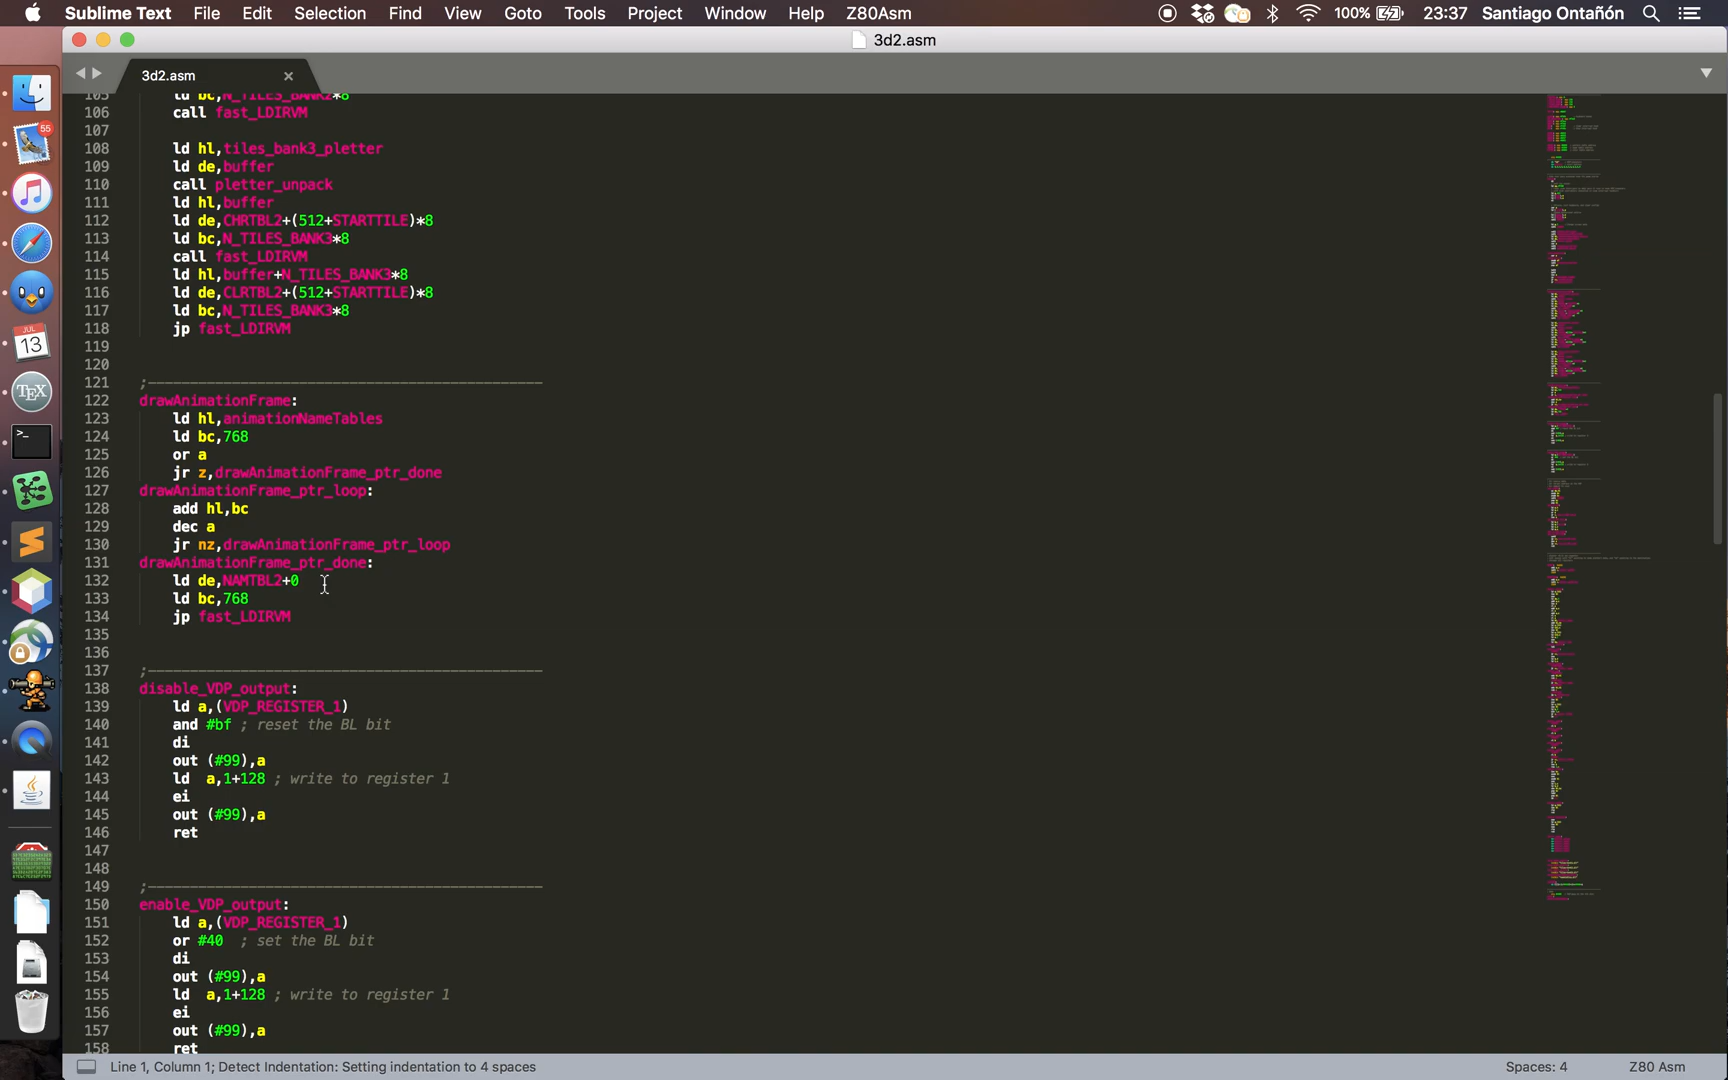 Sublime Text File Edit Selection Find View Goto Tools Project Window Help Z80Asm 100% 23:37 Santiago Ontañón
3d2.asm
3d2.asm
105 ld bc,N_TILES_BANK2*8
106 call fast_LDIRVM
107
108 ld hl,tiles_bank3_pletter
109 ld de,buffer
110 call pletter_unpack
111 ld hl,buffer
112 ld de,CHRTBL2+(512+STARTTILE)*8
113 ld bc,N_TILES_BANK3*8
114 call fast_LDIRVM
115 ld hl,buffer+N_TILES_BANK3*8
116 ld de,CLRTBL2+(512+STARTTILE)*8
117 ld bc,N_TILES_BANK3*8
118 jp fast_LDIRVM
119
120
121 ;-----------------------------------------------
122 drawAnimationFrame:
123 ld hl,animationNameTables
124 ld bc,768
125 or a
126 jr z,drawAnimationFrame_ptr_done
127 drawAnimationFrame_ptr_loop:
128 add hl,bc
129 dec a
130 jr nz,drawAnimationFrame_ptr_loop
131 drawAnimationFrame_ptr_done:
132 ld de,NAMTBL2+0
133 ld bc,768
134 jp fast_LDIRVM
135
136
137 ;-----------------------------------------------
138 disable_VDP_output:
139 ld a,(VDP_REGISTER_1)
140 and #bf ; reset the BL bit
141 di
142 out (#99),a
143 ld a,1+128 ; write to register 1
144 ei
145 out (#99),a
146 ret
147
148
149 ;-----------------------------------------------
150 enable_VDP_output:
151 ld a,(VDP_REGISTER_1)
152 or #40 ; set the BL bit
153 di
154 out (#99),a
155 ld a,1+128 ; write to register 1
156 ei
157 out (#99),a
158 ret
55
JUL
13
TEX
Line 1, Column 1; Detect Indentation: Setting indentation to 4 spaces Spaces: 4 Z80 Asm